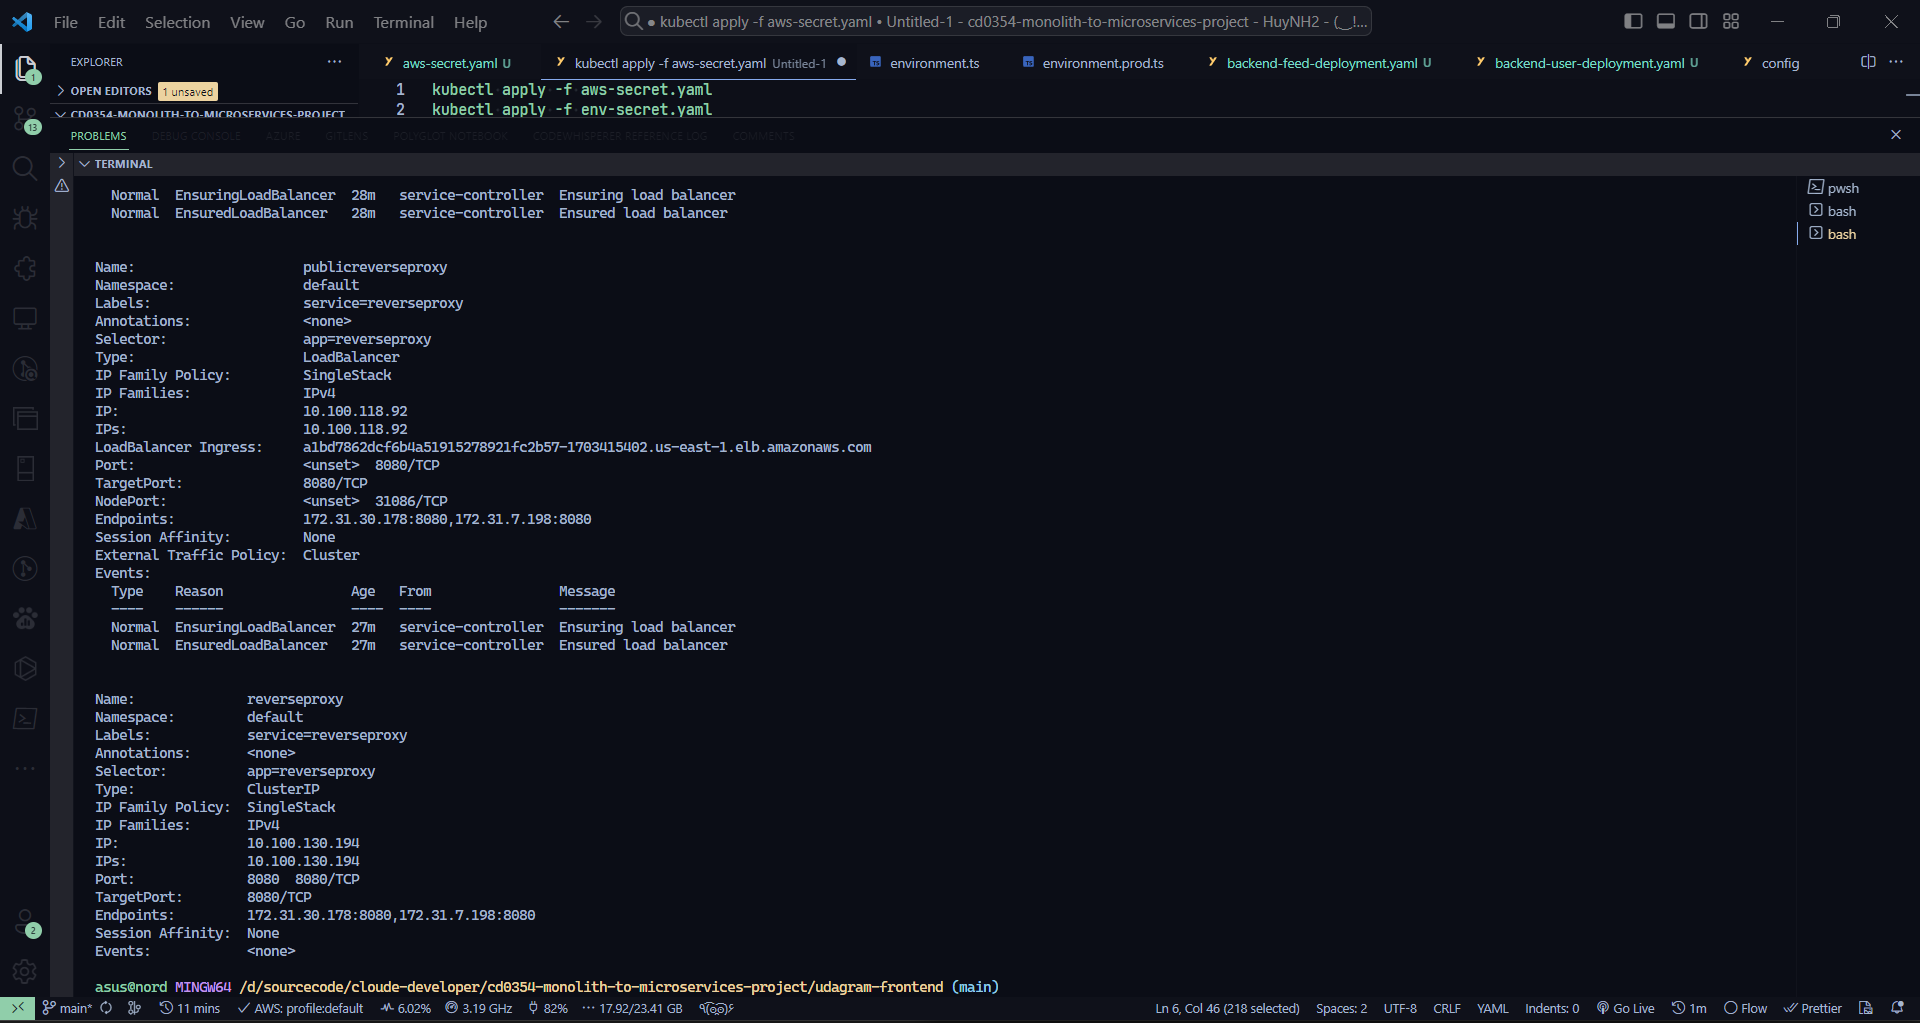 File Edit Selection View Go Run Terminal Help
● kubectl apply -f aws-secret.yaml • Untitled-1 - cd0354-monolith-to-microservices-project - HuyNH2 - (‿!...
EXPLORER
aws-secret.yaml U
kubectl apply -f aws-secret.yaml Untitled-1
environment.ts
environment.prod.ts
backend-feed-deployment.yaml U
backend-user-deployment.yaml U
config
OPEN EDITORS 1 unsaved
CD0354-MONOLITH-TO-MICROSERVICES-PROJECT
1 kubectl apply -f aws-secret.yaml
2 kubectl apply -f env-secret.yaml
PROBLEMS DEBUG CONSOLE AZURE GITLENS POLYGLOT NOTEBOOK CODEWHISPERER REFERENCE LOG COMMENTS
TERMINAL
pwsh
bash
bash
Normal EnsuringLoadBalancer 28m service-controller Ensuring load balancer
Normal EnsuredLoadBalancer 28m service-controller Ensured load balancer
Name: publicreverseproxy
Namespace: default
Labels: service=reverseproxy
Annotations: <none>
Selector: app=reverseproxy
Type: LoadBalancer
IP Family Policy: SingleStack
IP Families: IPv4
IP: 10.100.118.92
IPs: 10.100.118.92
LoadBalancer Ingress: a1bd7862dcf6b4a51915278921fc2b57-1703415402.us-east-1.elb.amazonaws.com
Port: <unset> 8080/TCP
TargetPort: 8080/TCP
NodePort: <unset> 31086/TCP
Endpoints: 172.31.30.178:8080,172.31.7.198:8080
Session Affinity: None
External Traffic Policy: Cluster
Events:
Type Reason Age From Message
---- ------ ---- ---- -------
Normal EnsuringLoadBalancer 27m service-controller Ensuring load balancer
Normal EnsuredLoadBalancer 27m service-controller Ensured load balancer
Name: reverseproxy
Namespace: default
Labels: service=reverseproxy
Annotations: <none>
Selector: app=reverseproxy
Type: ClusterIP
IP Family Policy: SingleStack
IP Families: IPv4
IP: 10.100.130.194
IPs: 10.100.130.194
Port: 8080 8080/TCP
TargetPort: 8080/TCP
Endpoints: 172.31.30.178:8080,172.31.7.198:8080
Session Affinity: None
Events: <none>
asus@nord MINGW64 /d/sourcecode/cloude-developer/cd0354-monolith-to-microservices-project/udagram-frontend (main)
1
13
2
main* 11 mins AWS: profile:default 6.02% 3.19 GHz 82% 17.92/23.41 GB
Ln 6, Col 46 (218 selected) Spaces: 2 UTF-8 CRLF YAML Indents: 0 Go Live 1m Flow Prettier